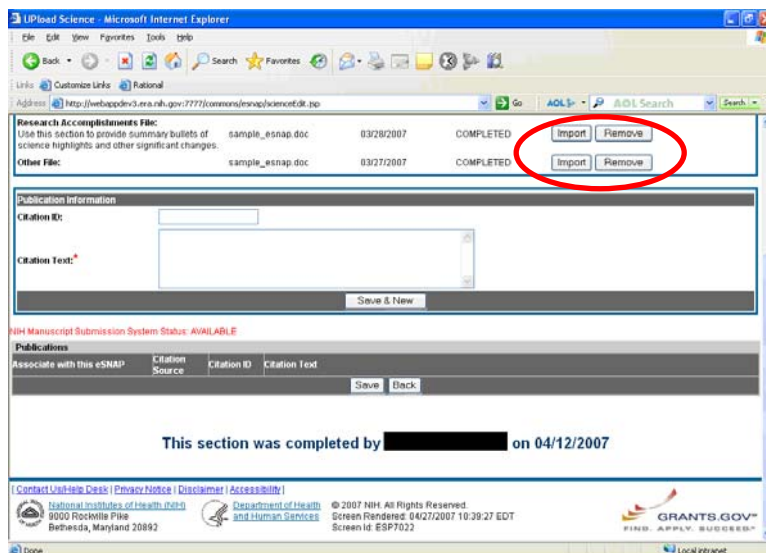 UPload Science - Microsoft Internet Explorer
File Edit View Favorites Tools Help
Back Search Favorites
Links Customize Links Rational
Address http://webappdev3.era.nih.gov:7777/commons/esnap/scienceEdit.jsp Go AOL AOL Search Search
Research Accomplishments File:
Use this section to provide summary bullets of science highlights and other significant changes. sample_esnap.doc 03/28/2007 COMPLETED Import Remove
Other File: sample_esnap.doc 03/27/2007 COMPLETED Import Remove
Publication Information
Citation ID:
Citation Text:*
Save & New
NIH Manuscript Submission System Status: AVAILABLE
Publications
Associate with this eSNAP Citation Source Citation ID Citation Text
Save Back
This section was completed by on 04/12/2007
[ Contact Us/Help Desk | Privacy Notice | Disclaimer | Accessibility ]
National Institutes of Health (NIH) Department of Health © 2007 NIH. All Rights Reserved.
9000 Rockville Pike and Human Services Screen Rendered: 04/27/2007 10:39:27 EDT
Bethesda, Maryland 20892 Screen Id: ESP7022
GRANTS.GOV
FIND. APPLY. SUCCEED.
Done Local intranet